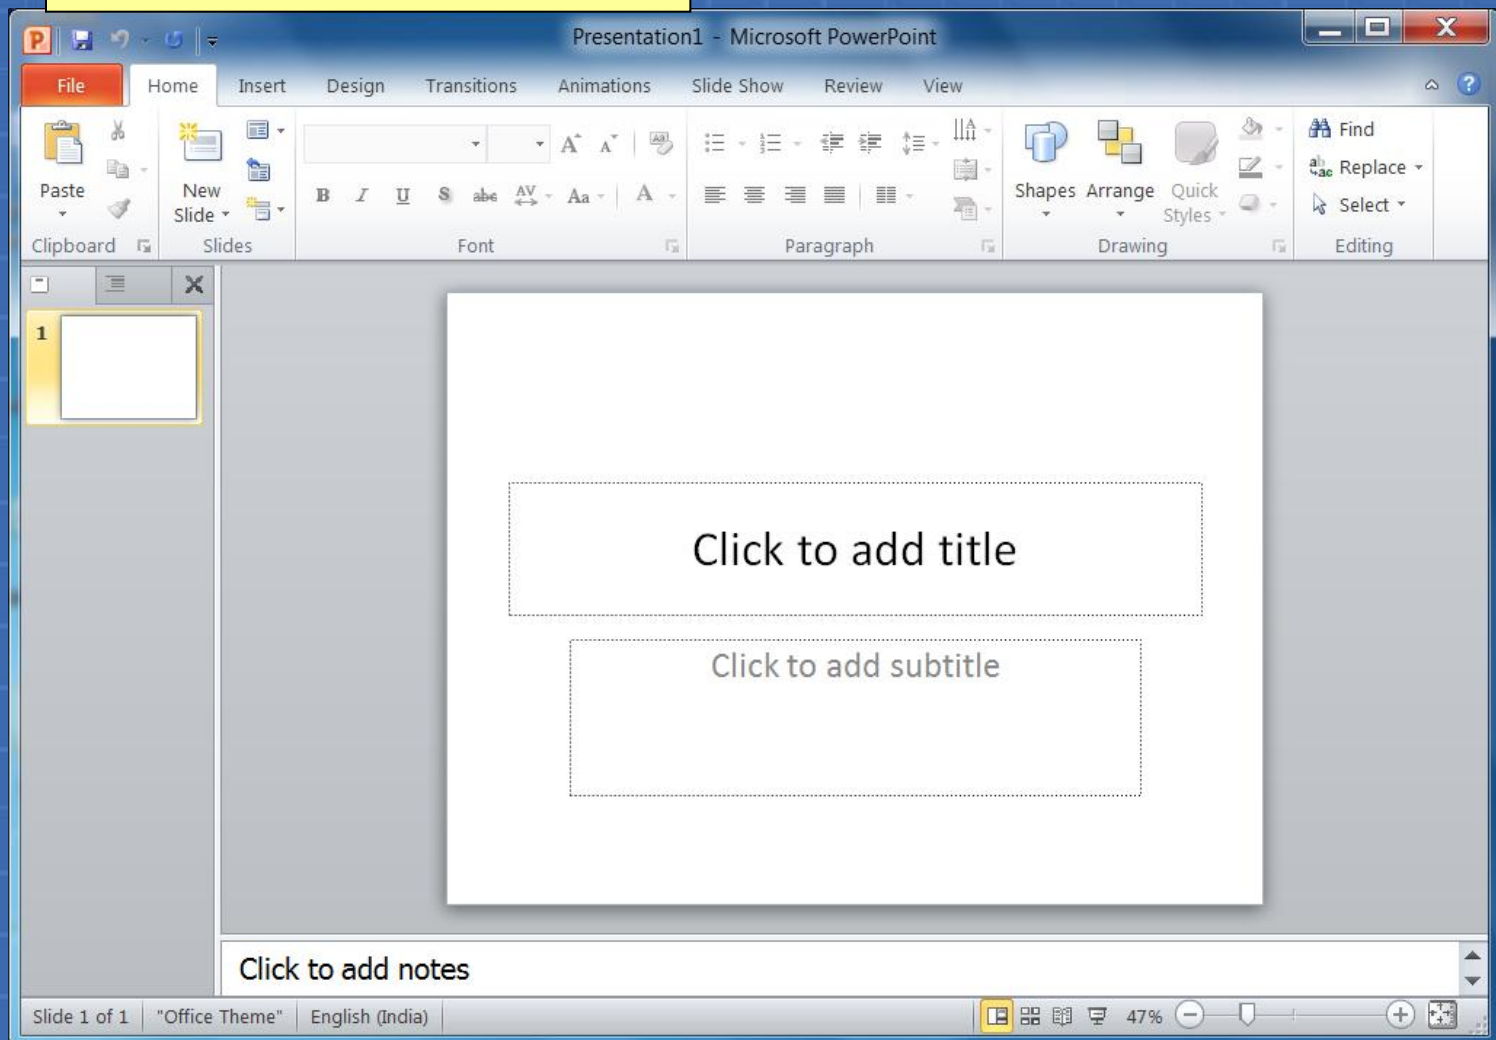 Presentation1 - Microsoft PowerPoint
File Home Insert Design Transitions Animations Slide Show Review View
Paste
New
Slide
Shapes Arrange Quick
Styles
Find
Replace
Select
Clipboard Slides Font Paragraph Drawing Editing
1
Click to add title
Click to add subtitle
Click to add notes
Slide 1 of 1 "Office Theme" English (India) 47%